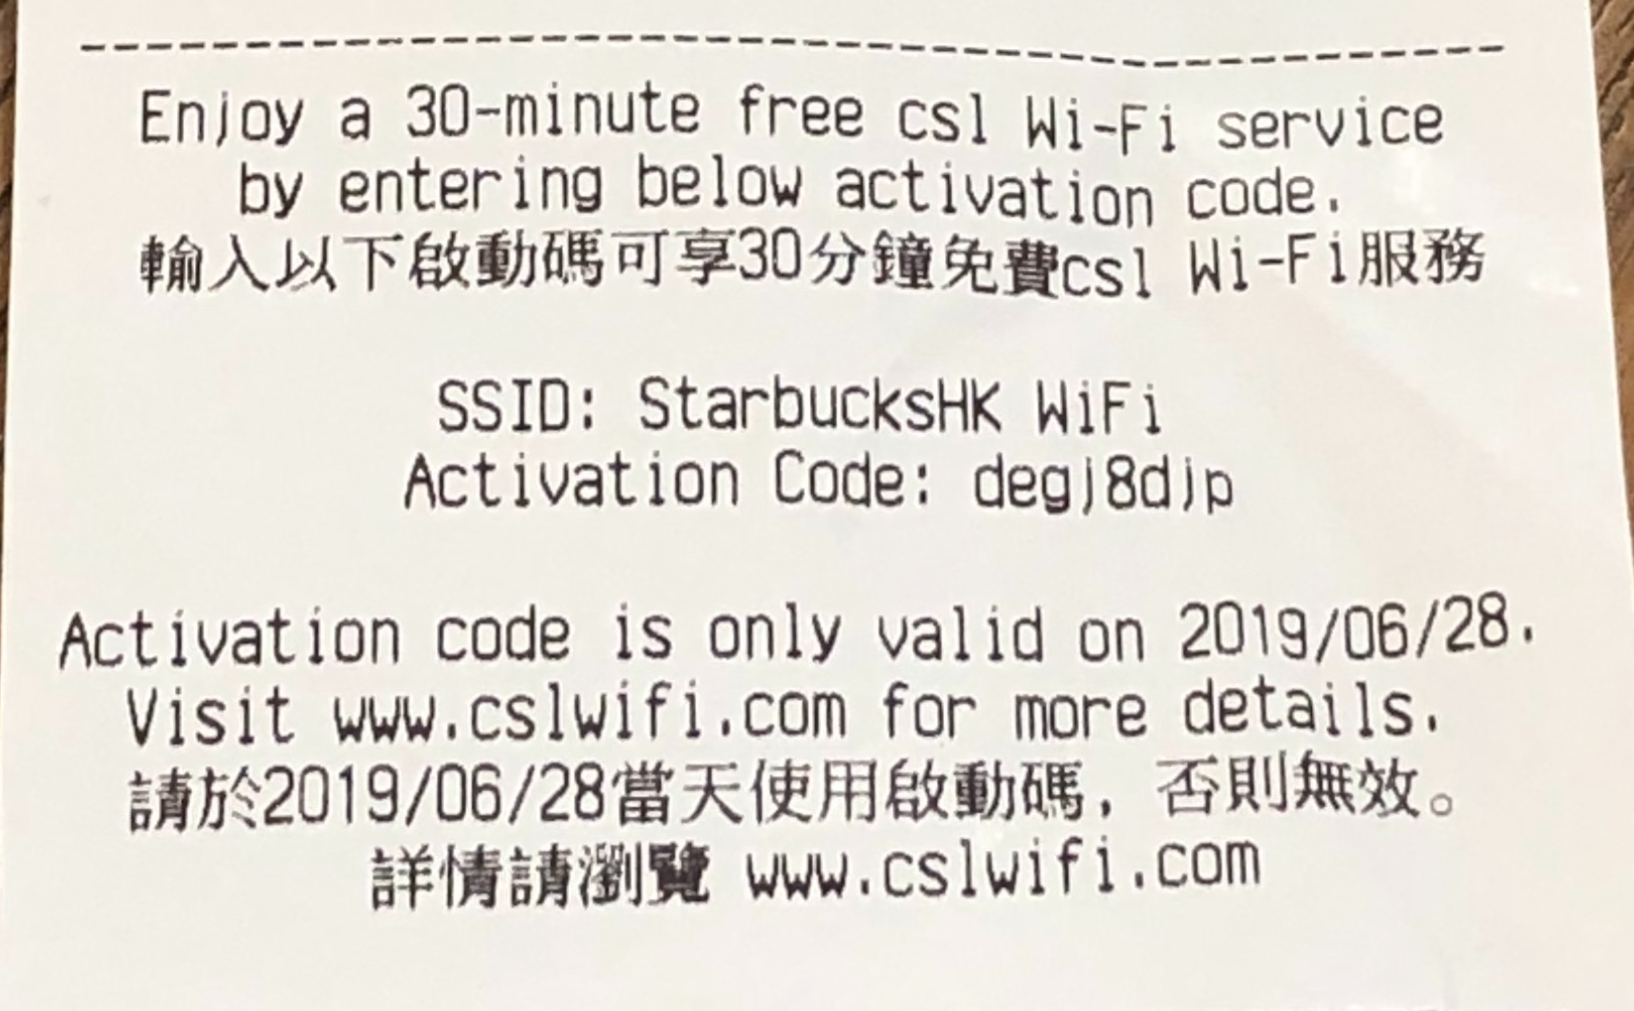 Enjoy a 30-minute free csl Wi-Fi service
by entering below activation code.
輸入以下啟動碼可享30分鐘免費csl Wi-Fi服務
SSID: StarbucksHK WiFi
Activation Code: degj8djp
Activation code is only valid on 2019/06/28.
Visit www.cslwifi.com for more details.
請於2019/06/28當天使用啟動碼，否則無效。
詳情請瀏覽 www.cslwifi.com